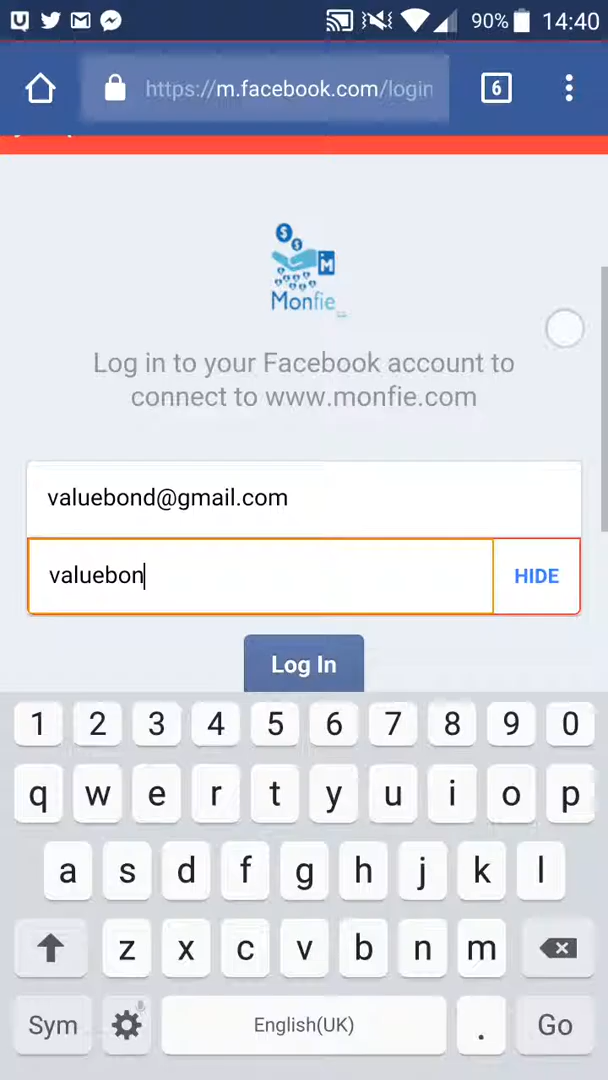 90% 14:40
https://m.facebook.com/login
6
M
Monfie
Log in to your Facebook account to
connect to www.monfie.com
valuebond@gmail.com
valuebon
HIDE
Log In
1 2 3 4 5 6 7 8 9 0
q w e r t y u i o p
a s d f g h j k l
z x c v b n m
Sym English(UK) . Go